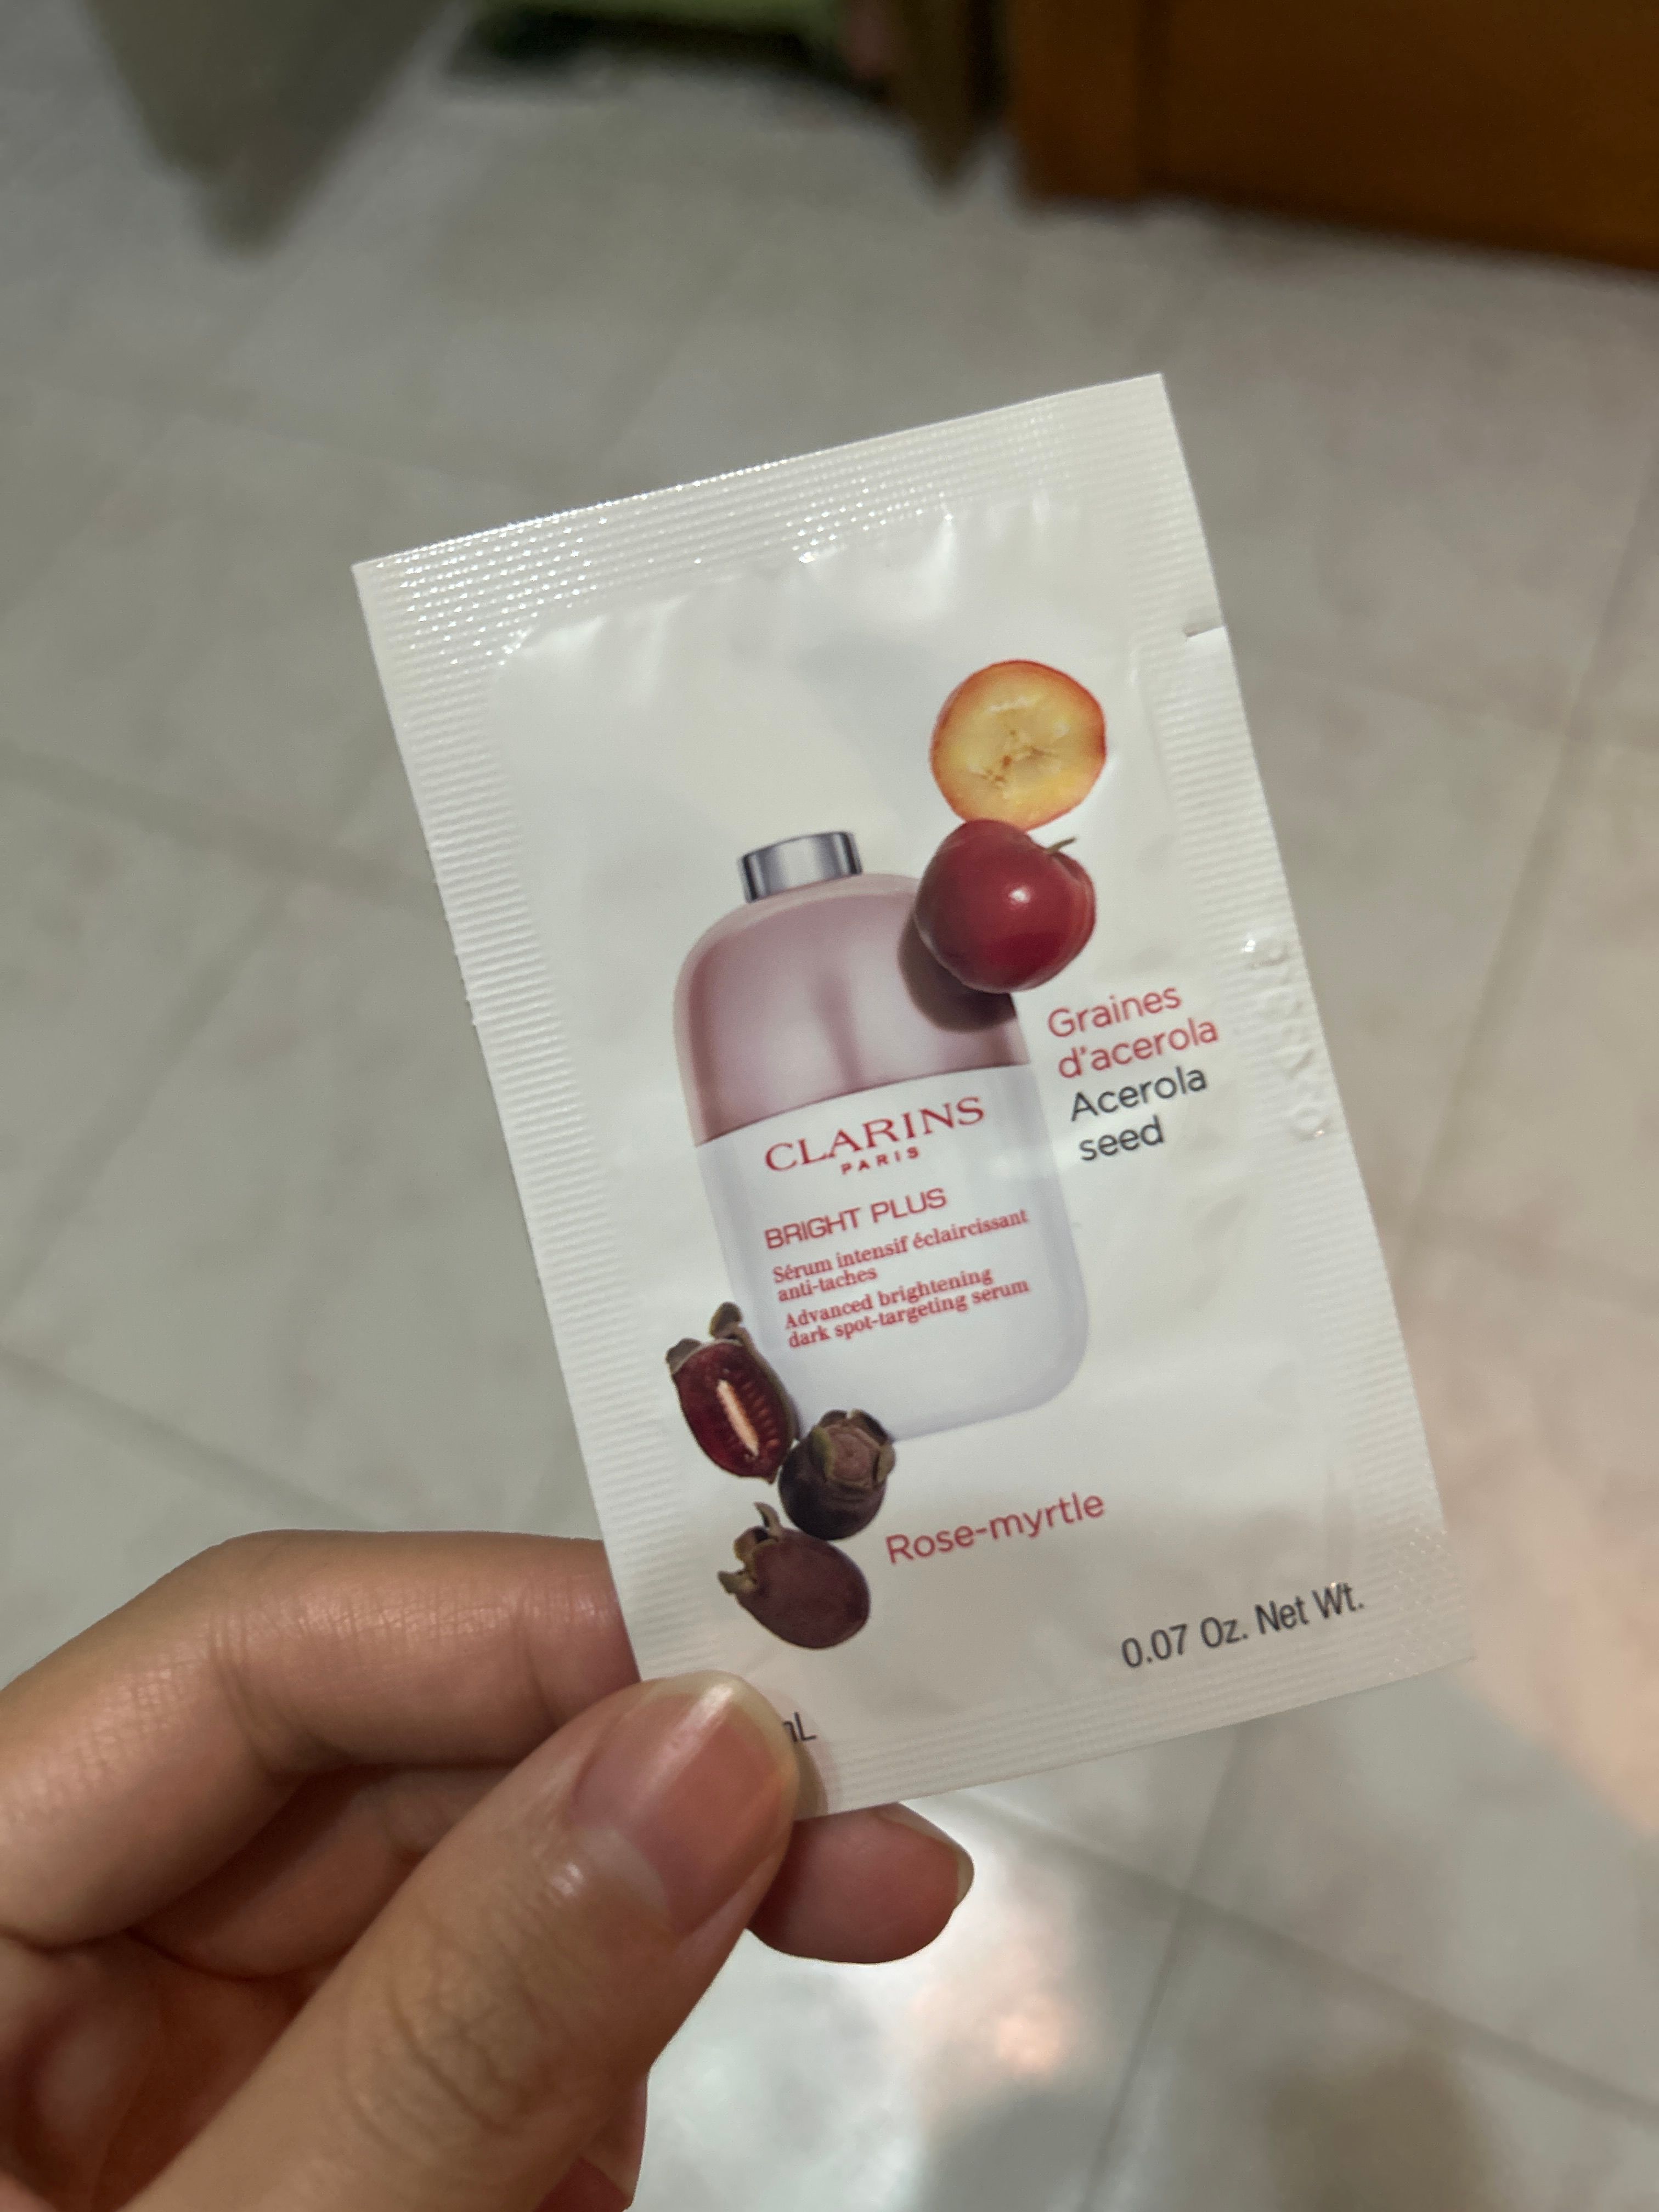 Graines
d'acerola
Acerola
seed
CLARINS
PARIS
BRIGHT PLUS
Sérum intensif éclaircissant
anti-taches
Advanced brightening
dark spot-targeting serum
Rose-myrtle
0.07 Oz. Net Wt.